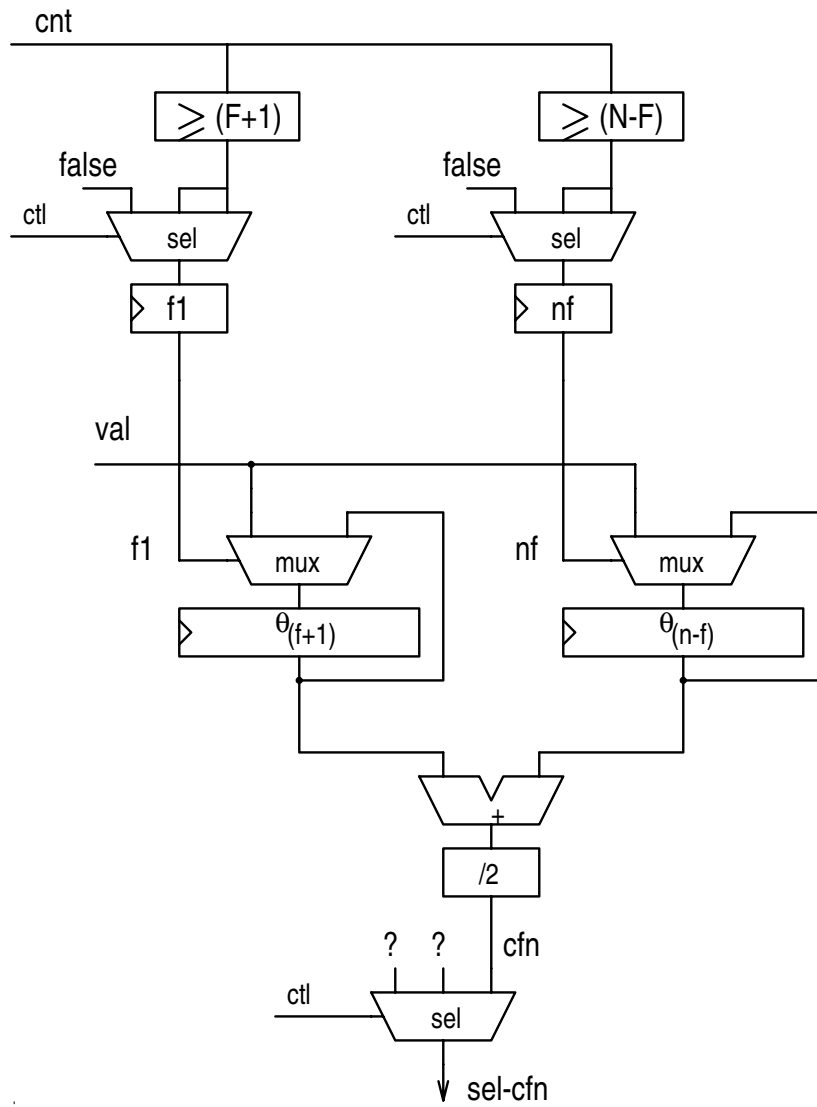 cnt
≥ (F+1)
≥ (N-F)
false
false
ctl
ctl
sel
sel
f1
nf
val
f1
nf
mux
mux
θ(f+1)
θ(n-f)
+
/2
? ? cfn
ctl
sel
sel-cfn